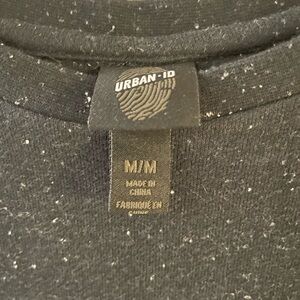 URBAN-ID
M/M
MADE IN
CHINA
FABRIQUÉ EN